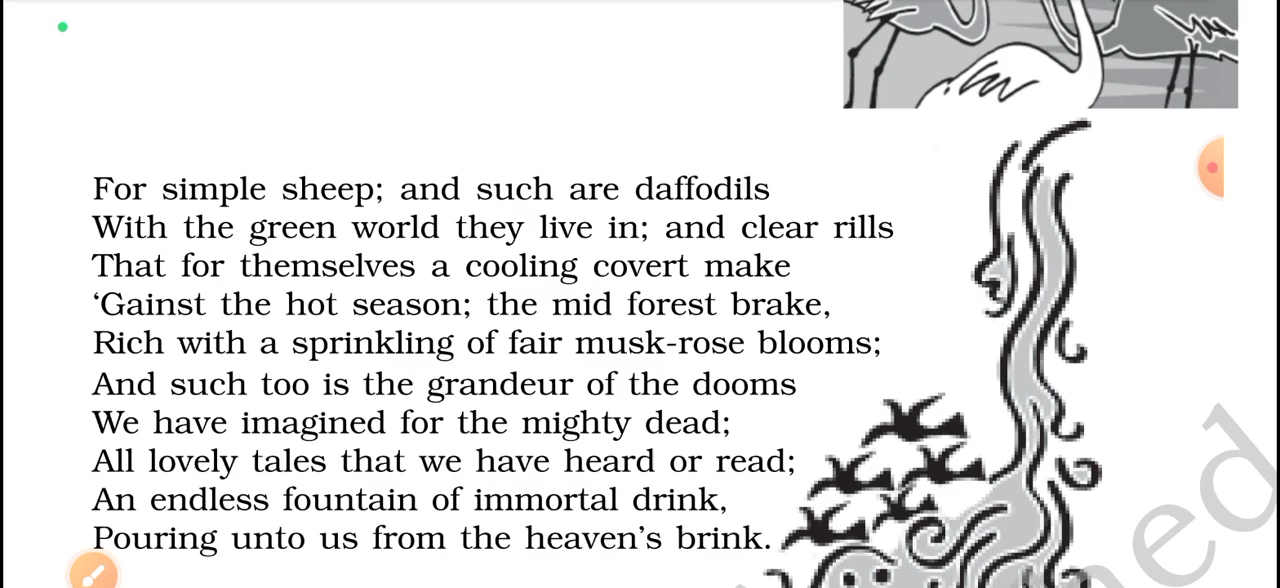 For simple sheep; and such are daffodils
With the green world they live in; and clear rills
That for themselves a cooling covert make
‘Gainst the hot season; the mid forest brake,
Rich with a sprinkling of fair musk-rose blooms;
And such too is the grandeur of the dooms
We have imagined for the mighty dead;
All lovely tales that we have heard or read;
An endless fountain of immortal drink,
Pouring unto us from the heaven’s brink.